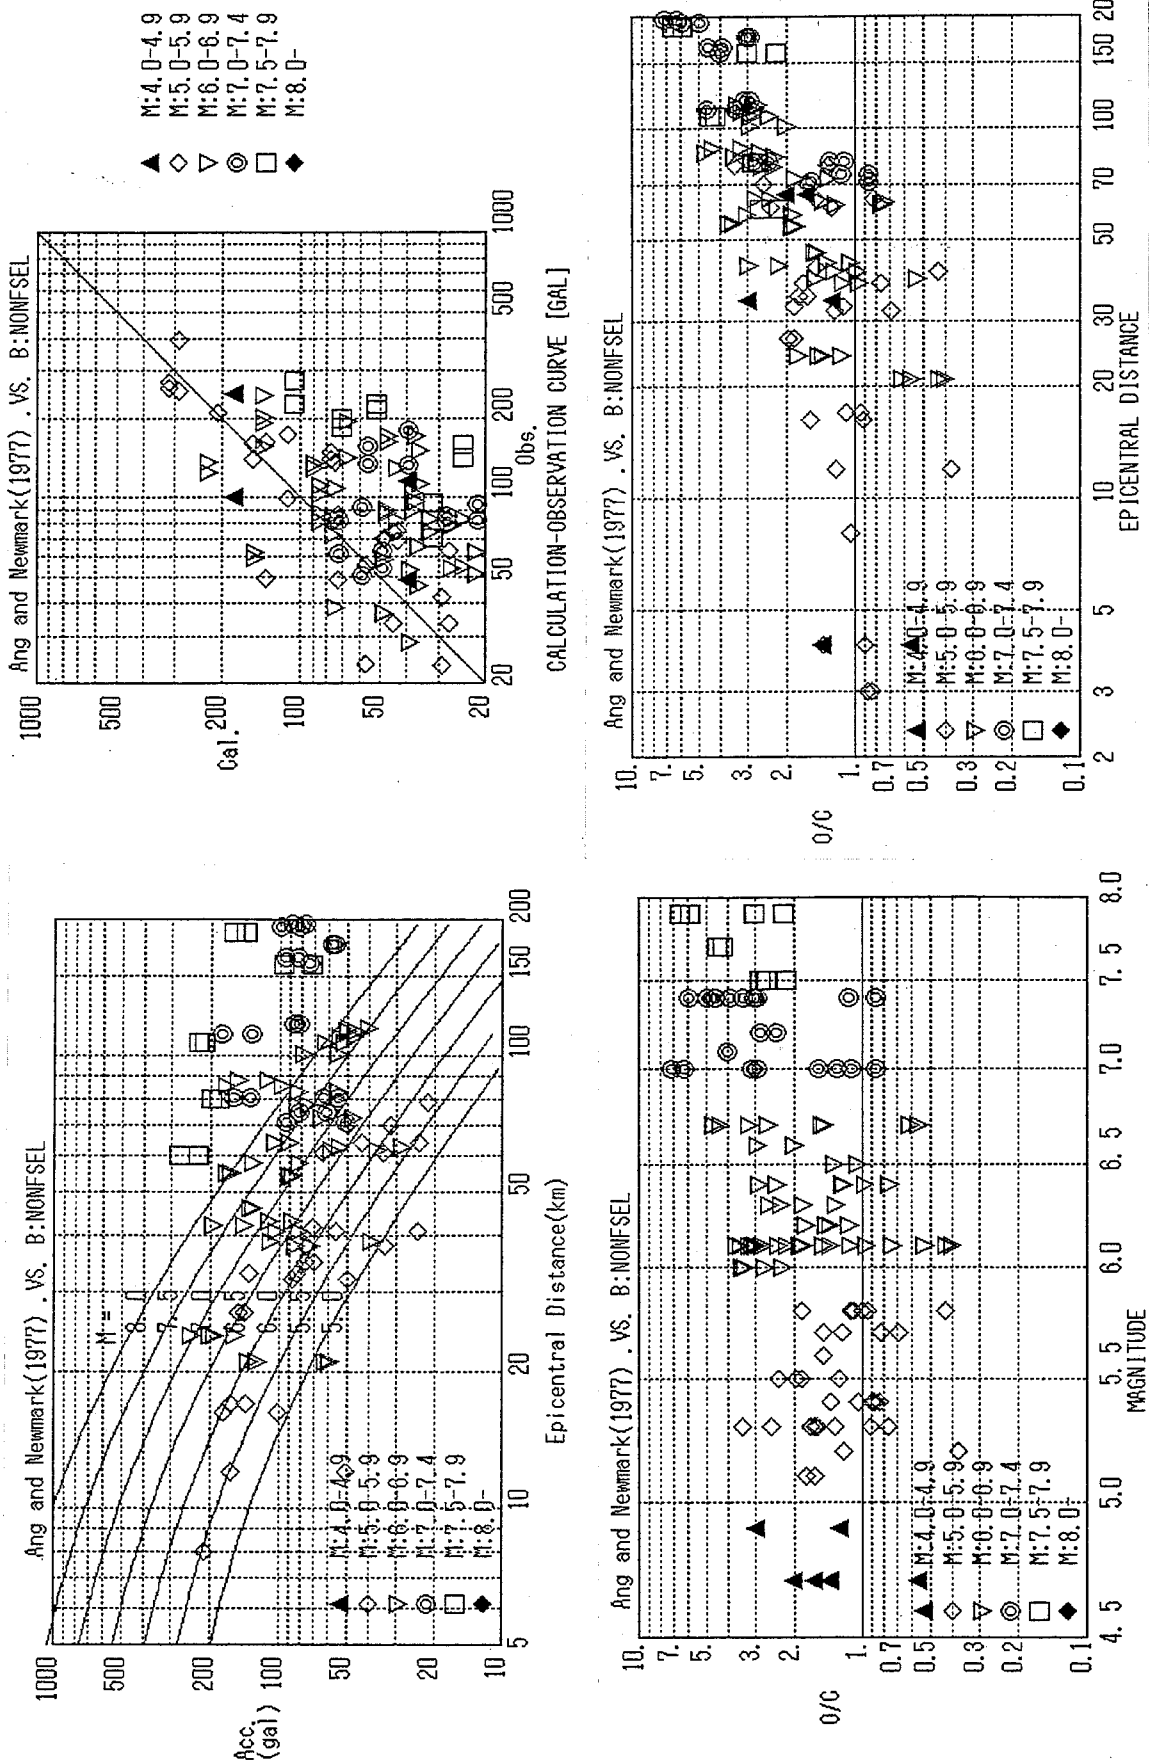 Ang and Newmark(1977) .VS. B:NONFSEL
1000
500
200
100
50
20
10
Acc.
(gal)
M =
8.0
7.5
7.0
6.5
6.0
5.5
5.0
M:4.0-4.9
M:5.0-5.9
M:6.0-6.9
M:7.0-7.4
M:7.5-7.9
M:8.0-
5
10
20
50
100
150
200
Epicentral Distance(km)
Ang and Newmark(1977) .VS. B:NONFSEL
1000
500
200
100
50
20
Cal.
20
50
100
200
500
1000
Obs.
CALCULATION-OBSERVATION CURVE [GAL]
M:4.0-4.9
M:5.0-5.9
M:6.0-6.9
M:7.0-7.4
M:7.5-7.9
M:8.0-
Ang and Newmark(1977) .VS. B:NONFSEL
10.
7.
5.
3.
2.
1.
0.7
0.5
0.3
0.2
0.1
O/C
M:4.0-4.9
M:5.0-5.9
M:6.0-6.9
M:7.0-7.4
M:7.5-7.9
M:8.0-
4.5
5.0
5.5
6.0
6.5
7.0
7.5
8.0
MAGNITUDE
Ang and Newmark(1977) .VS. B:NONFSEL
10.
7.
5.
3.
2.
1.
0.7
0.5
0.3
0.2
0.1
O/C
M:4.0-4.9
M:5.0-5.9
M:6.0-6.9
M:7.0-7.4
M:7.5-7.9
M:8.0-
2
3
5
10
20
30
50
70
100
150
20
EPICENTRAL DISTANCE